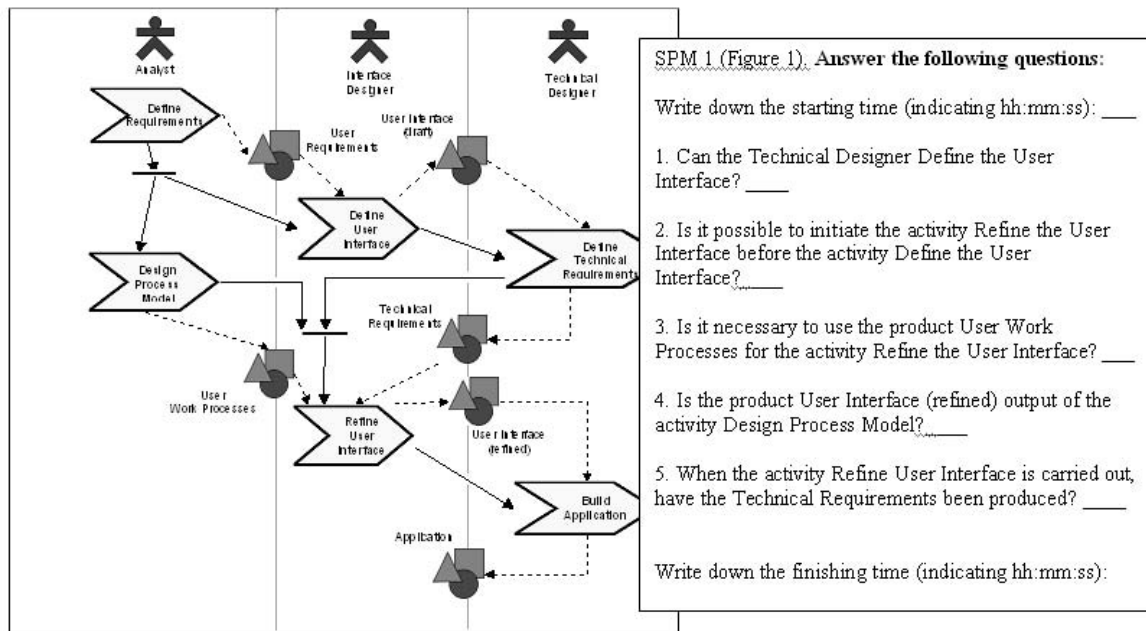 Analyst
Interface
Designer
Technical
Designer
Define
Requirements
User
Requirements
User Interface
(draft)
Define
User
Interface
Define
Technical
Requirements
Design
Process
Model
Technical
Requirements
User
Work Processes
Refine
User
Interface
User Interface
(refined)
Build
Application
Application
SPM 1 (Figure 1). Answer the following questions:
Write down the starting time (indicating hh:mm:ss): ___
1. Can the Technical Designer Define the User
Interface? ____
2. Is it possible to initiate the activity Refine the User
Interface before the activity Define the User
Interface? ____
3. Is it necessary to use the product User Work
Processes for the activity Refine the User Interface? ___
4. Is the product User Interface (refined) output of the
activity Design Process Model? ____
5. When the activity Refine User Interface is carried out,
have the Technical Requirements been produced? ____
Write down the finishing time (indicating hh:mm:ss):